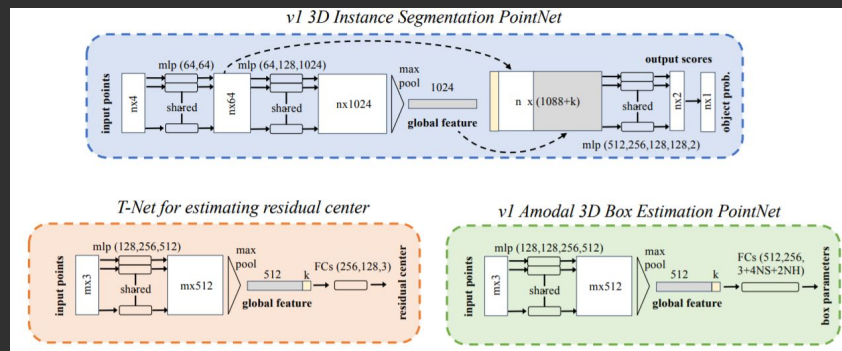 v1 3D Instance Segmentation PointNet
input points
nx4
mlp (64,64)
shared
nx64
mlp (64,128,1024)
shared
nx1024
max
pool
1024
global feature
n x (1088+k)
shared
mlp (512,256,128,128,2)
output scores
nx2
nx1
object prob.
T-Net for estimating residual center
input points
mx3
mlp (128,256,512)
shared
mx512
max
pool
512
k
global feature
FCs (256,128,3)
residual center
v1 Amodal 3D Box Estimation PointNet
input points
mx3
mlp (128,128,256,512)
shared
mx512
max
pool
512
k
global feature
FCs (512,256,
3+4NS+2NH)
box parameters